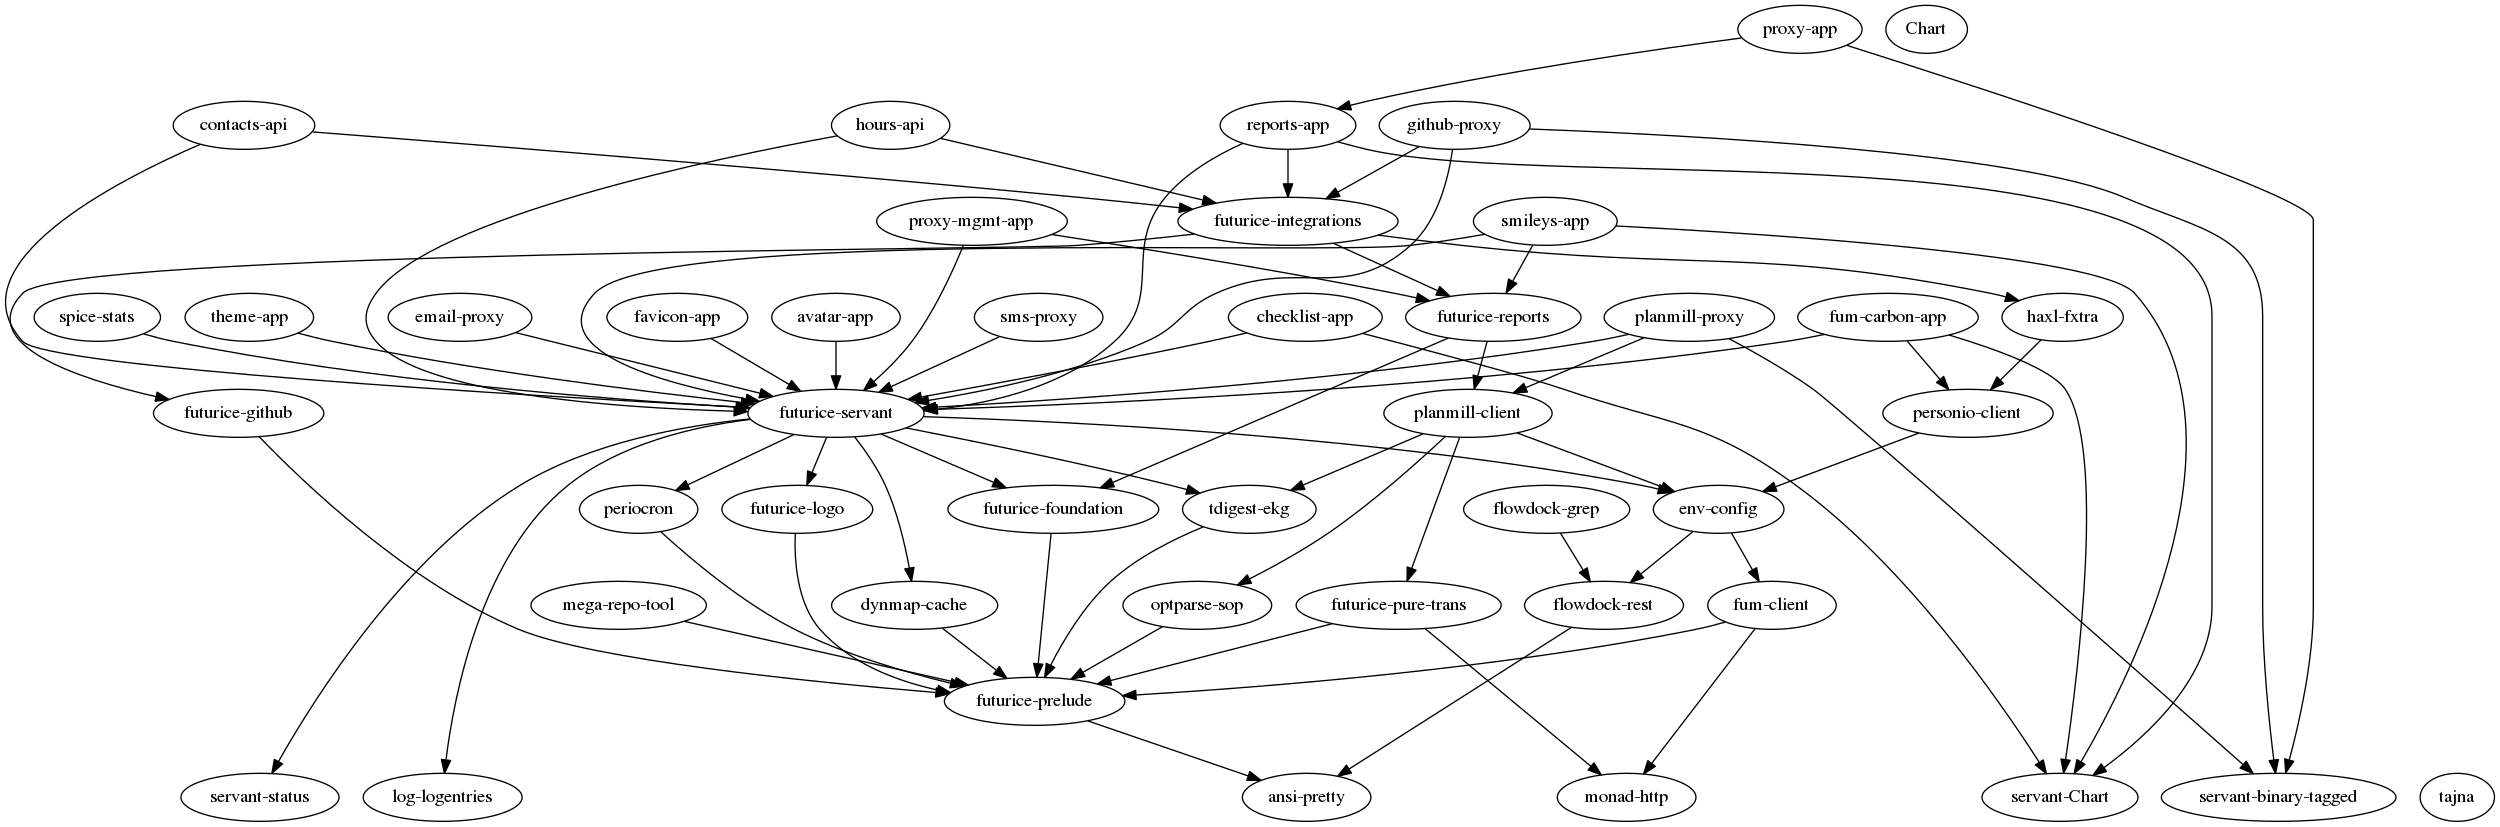 proxy-app
Chart
contacts-api
hours-api
reports-app
github-proxy
proxy-mgmt-app
futurice-integrations
smileys-app
spice-stats
theme-app
email-proxy
favicon-app
avatar-app
sms-proxy
checklist-app
futurice-reports
planmill-proxy
fum-carbon-app
haxl-fxtra
futurice-github
futurice-servant
planmill-client
personio-client
periocron
futurice-logo
futurice-foundation
tdigest-ekg
flowdock-grep
env-config
mega-repo-tool
dynmap-cache
optparse-sop
futurice-pure-trans
flowdock-rest
fum-client
futurice-prelude
servant-status
log-logentries
ansi-pretty
monad-http
servant-Chart
servant-binary-tagged
tajna